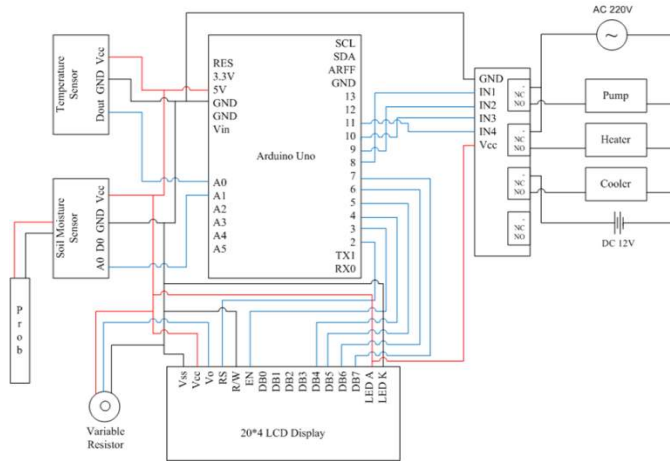 AC 220V
Temperature
Sensor
Vcc
GND
Dout
RES
3.3V
5V
GND
GND
Vin
A0
A1
A2
A3
A4
A5
Arduino Uno
SCL
SDA
ARFF
GND
13
12
11
10
9
8
7
6
5
4
3
2
TX1
RX0
GND
IN1
IN2
IN3
IN4
Vcc
NC
NO
NC
NO
NC
NO
NC
NO
Pump
Heater
Cooler
DC 12V
Soil Moisture
Sensor
Vcc
GND
D0
A0
Prob
Variable
Resistor
Vss
Vcc
Vo
RS
R/W
EN
DB0
DB1
DB2
DB3
DB4
DB5
DB6
DB7
LED A
LED K
20*4 LCD Display